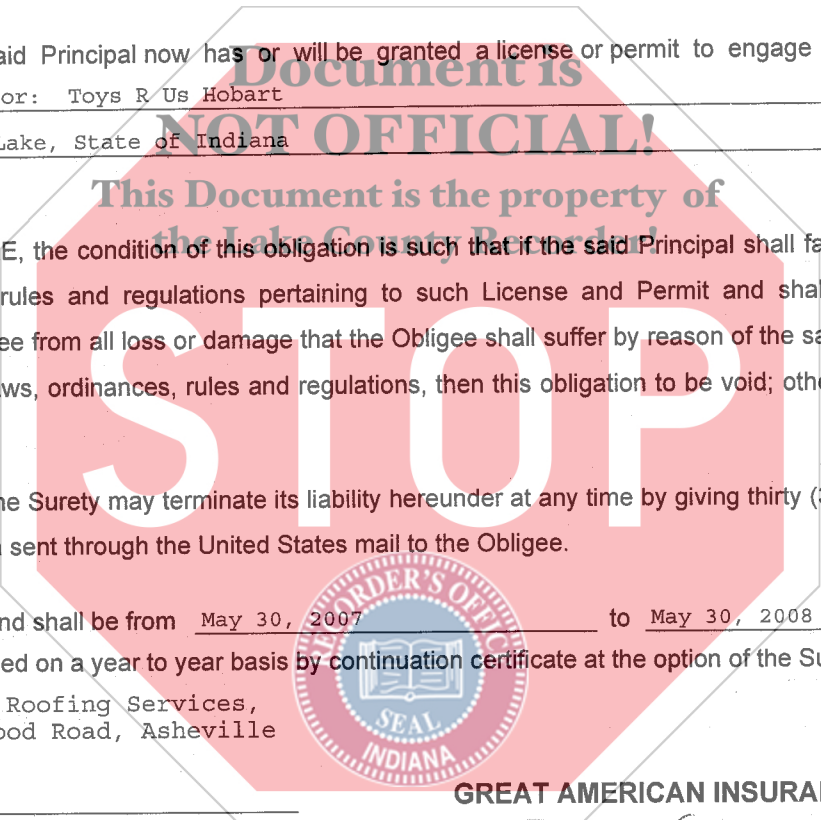 aid Principal now has or will be granted a license or permit to engage
Document is
or: Toys R Us Hobart
NOT OFFICIAL!
Lake, State of Indiana
This Document is the property of
the Lake County Recorder!
E, the condition of this obligation is such that if the said Principal shall fa
rules and regulations pertaining to such License and Permit and shal
ee from all loss or damage that the Obligee shall suffer by reason of the sa
ws, ordinances, rules and regulations, then this obligation to be void; othe
STOP
he Surety may terminate its liability hereunder at any time by giving thirty (3
sent through the United States mail to the Obligee.
nd shall be from May 30, 2007 to May 30, 2008
ed on a year to year basis by continuation certificate at the option of the Su
Roofing Services,
ood Road, Asheville
RECORDER'S OFFICE
SEAL
INDIANA
GREAT AMERICAN INSURA